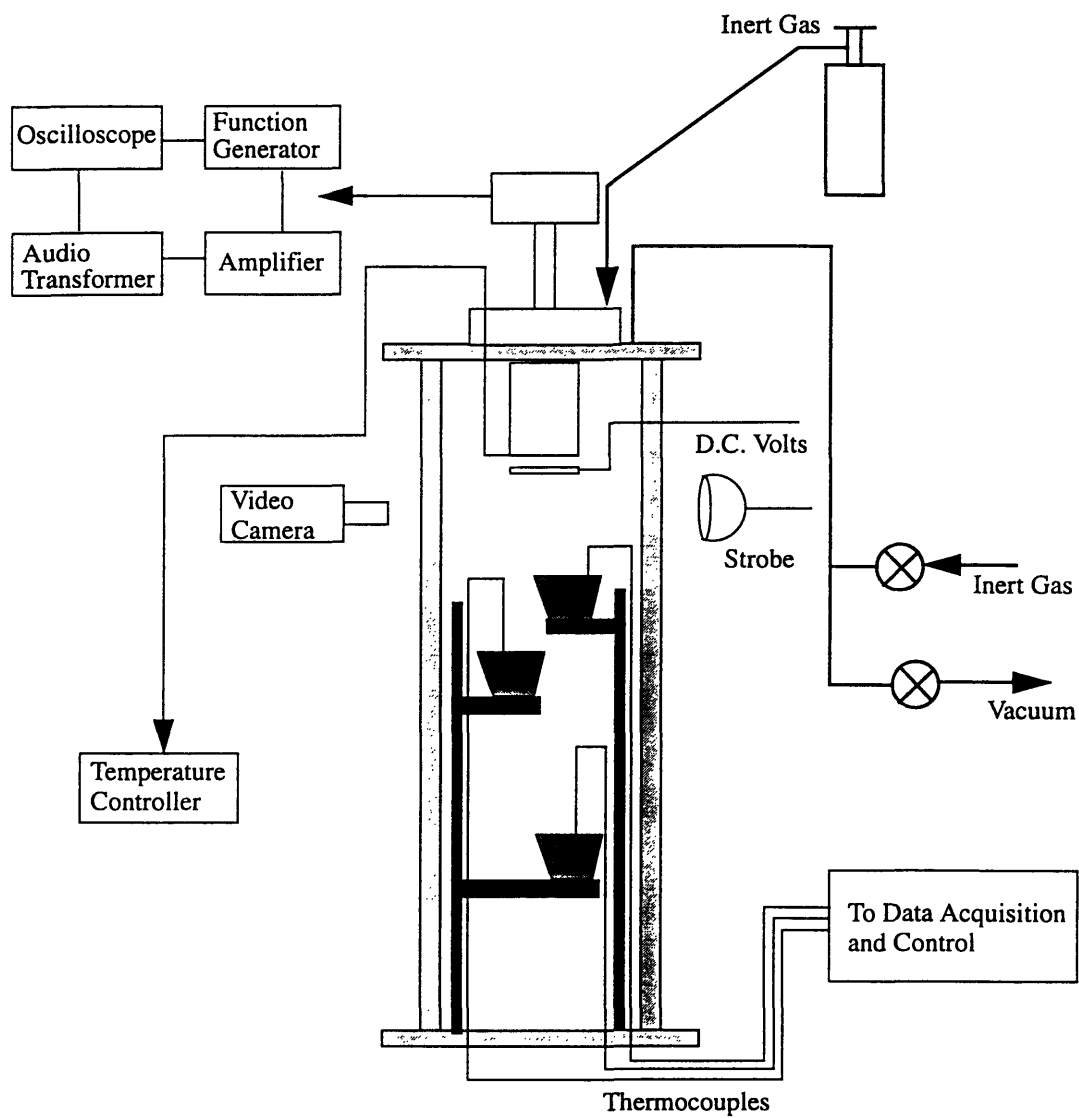 Inert Gas
Oscilloscope
Function
Generator
Audio
Transformer
Amplifier
D.C. Volts
Video
Camera
Strobe
Inert Gas
Vacuum
Temperature
Controller
To Data Acquisition
and Control
Thermocouples